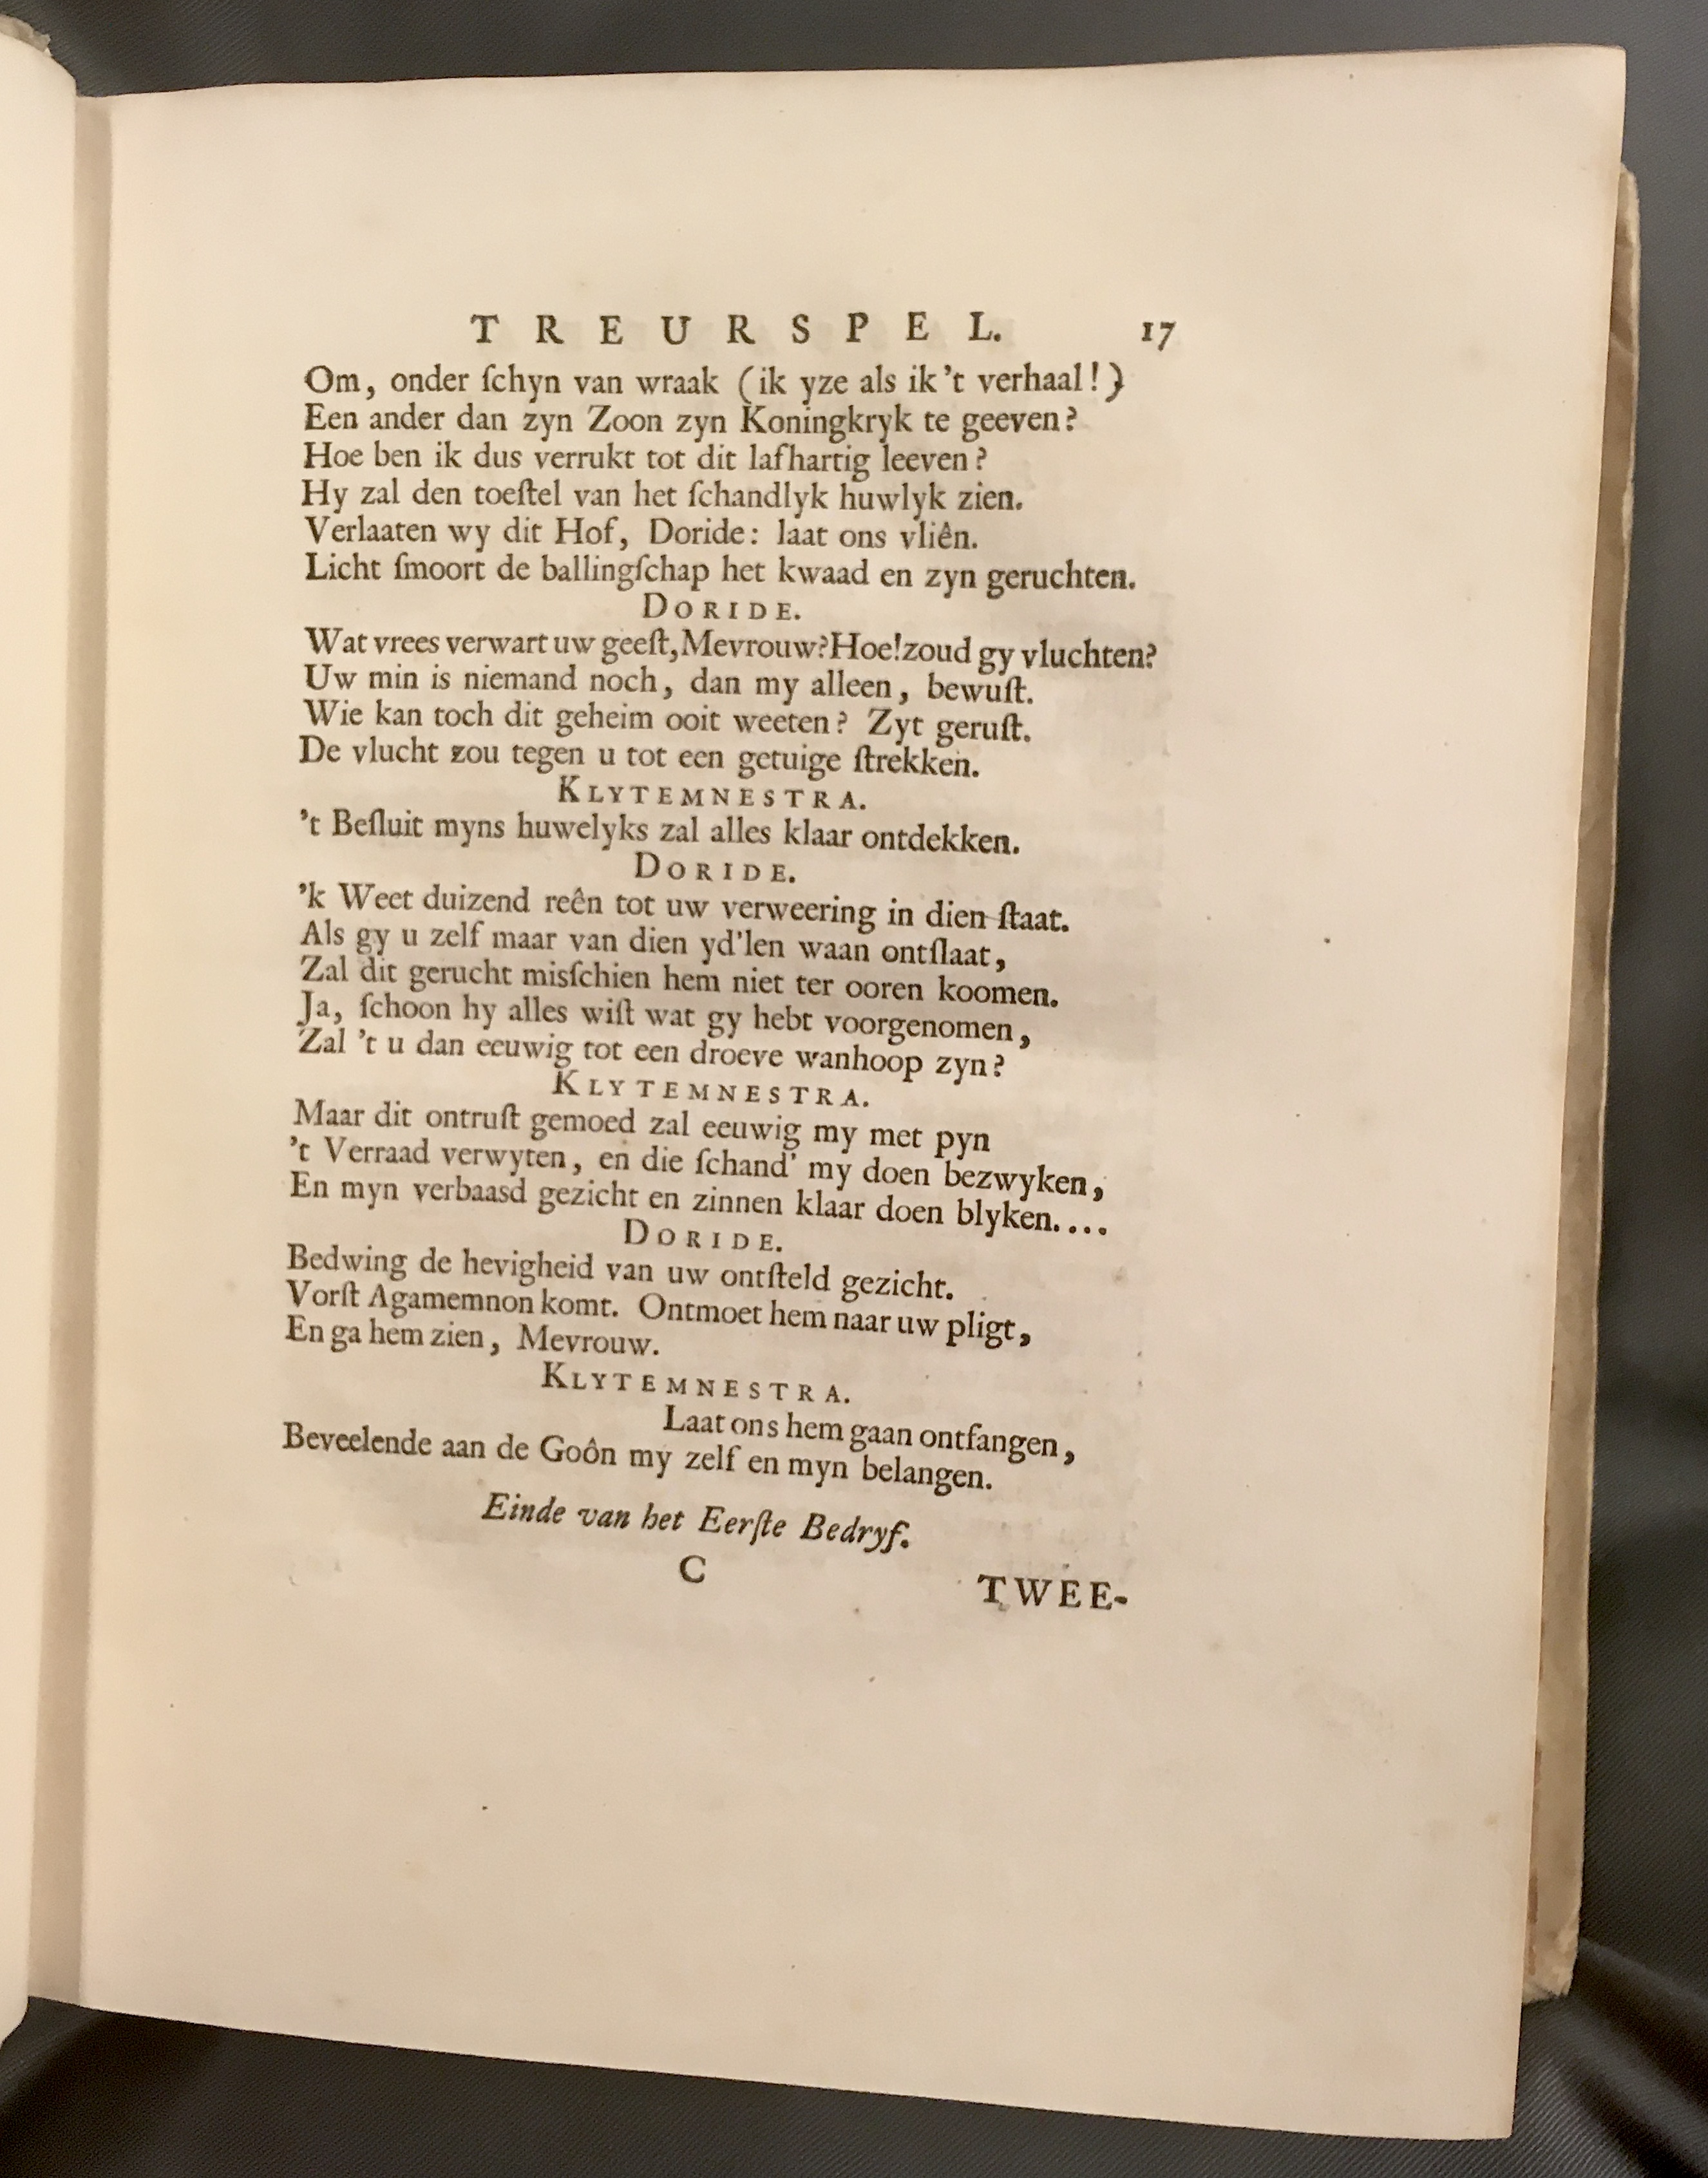 TREURSPEL. 17
Om, onder ſchyn van wraak (ik yze als ik 't verhaal!)
Een ander dan zyn Zoon zyn Koningkryk te geeven?
Hoe ben ik dus verrukt tot dit lafhartig leeven?
Hy zal den toeſtel van het ſchandlyk huwlyk zien.
Verlaaten wy dit Hof, Doride: laat ons vliên.
Licht ſmoort de ballingſchap het kwaad en zyn geruchten.
DORIDE.
Wat vrees verwart uw geeſt, Mevrouw? Hoe! zoud gy vluchten?
Uw min is niemand noch, dan my alleen, bewuſt.
Wie kan toch dit geheim ooit weeten? Zyt geruſt.
De vlucht zou tegen u tot een getuige ſtrekken.
KLYTEMNESTRA.
't Beſluit myns huwelyks zal alles klaar ontdekken.
DORIDE.
'k Weet duizend reên tot uw verweering in dien ſtaat.
Als gy u zelf maar van dien yd'len waan ontſlaat,
Zal dit gerucht misſchien hem niet ter ooren koomen.
Ja, ſchoon hy alles wiſt wat gy hebt voorgenomen,
Zal 't u dan eeuwig tot een droeve wanhoop zyn?
KLYTEMNESTRA.
Maar dit ontruſt gemoed zal eeuwig my met pyn
't Verraad verwyten, en die ſchand' my doen bezwyken,
En myn verbaasd gezicht en zinnen klaar doen blyken....
DORIDE.
Bedwing de hevigheid van uw ontſteld gezicht.
Vorſt Agamemnon komt. Ontmoet hem naar uw pligt,
En ga hem zien, Mevrouw.
KLYTEMNESTRA.
Laat ons hem gaan ontfangen,
Beveelende aan de Goôn my zelf en myn belangen.
Einde van het Eerſte Bedryf.
C TWEE-